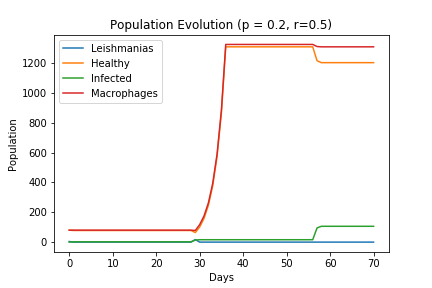 Population Evolution (p = 0.2, r=0.5)
Leishmanias
Healthy
Infected
Macrophages
Population
1200
1000
800
600
400
200
0
0 10 20 30 40 50 60 70
Days